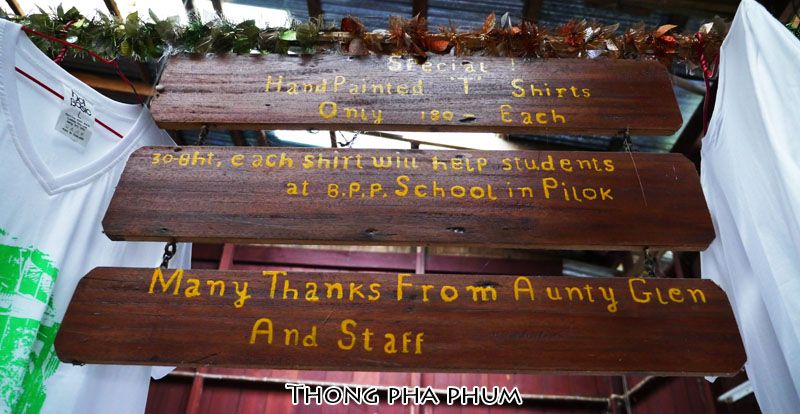 Special !
Hand Painted "T" Shirts
Only 180.- Each
30-Bht, each shirt will help students
at B.P.P. School in Pilok
Many Thanks From Aunty Glen
And Staff
THONG PHA PHUM